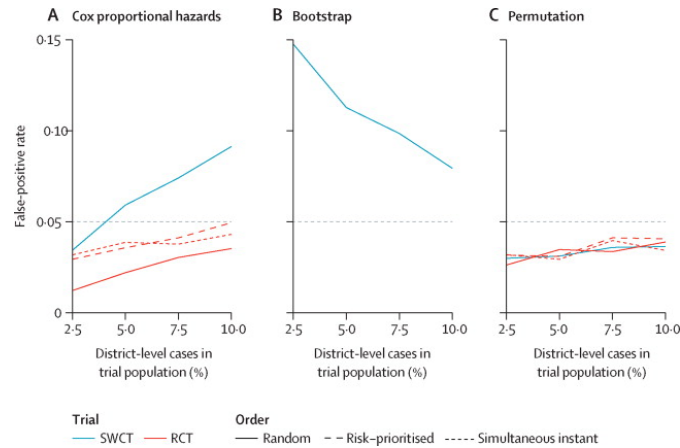 A Cox proportional hazards
B Bootstrap
C Permutation
False-positive rate
0·15
0·10
0·05
0
2·5 5·0 7·5 10·0
District-level cases in
trial population (%)
2·5 5·0 7·5 10·0
District-level cases in
trial population (%)
2·5 5·0 7·5 10·0
District-level cases in
trial population (%)
Trial
SWCT RCT
Order
Random Risk–prioritised Simultaneous instant